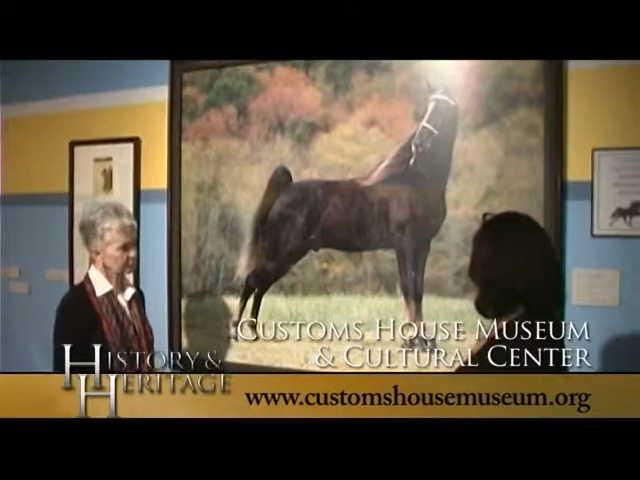 CUSTOMS HOUSE MUSEUM
& CULTURAL CENTER
HISTORY &
HERITAGE
www.customshousemuseum.org